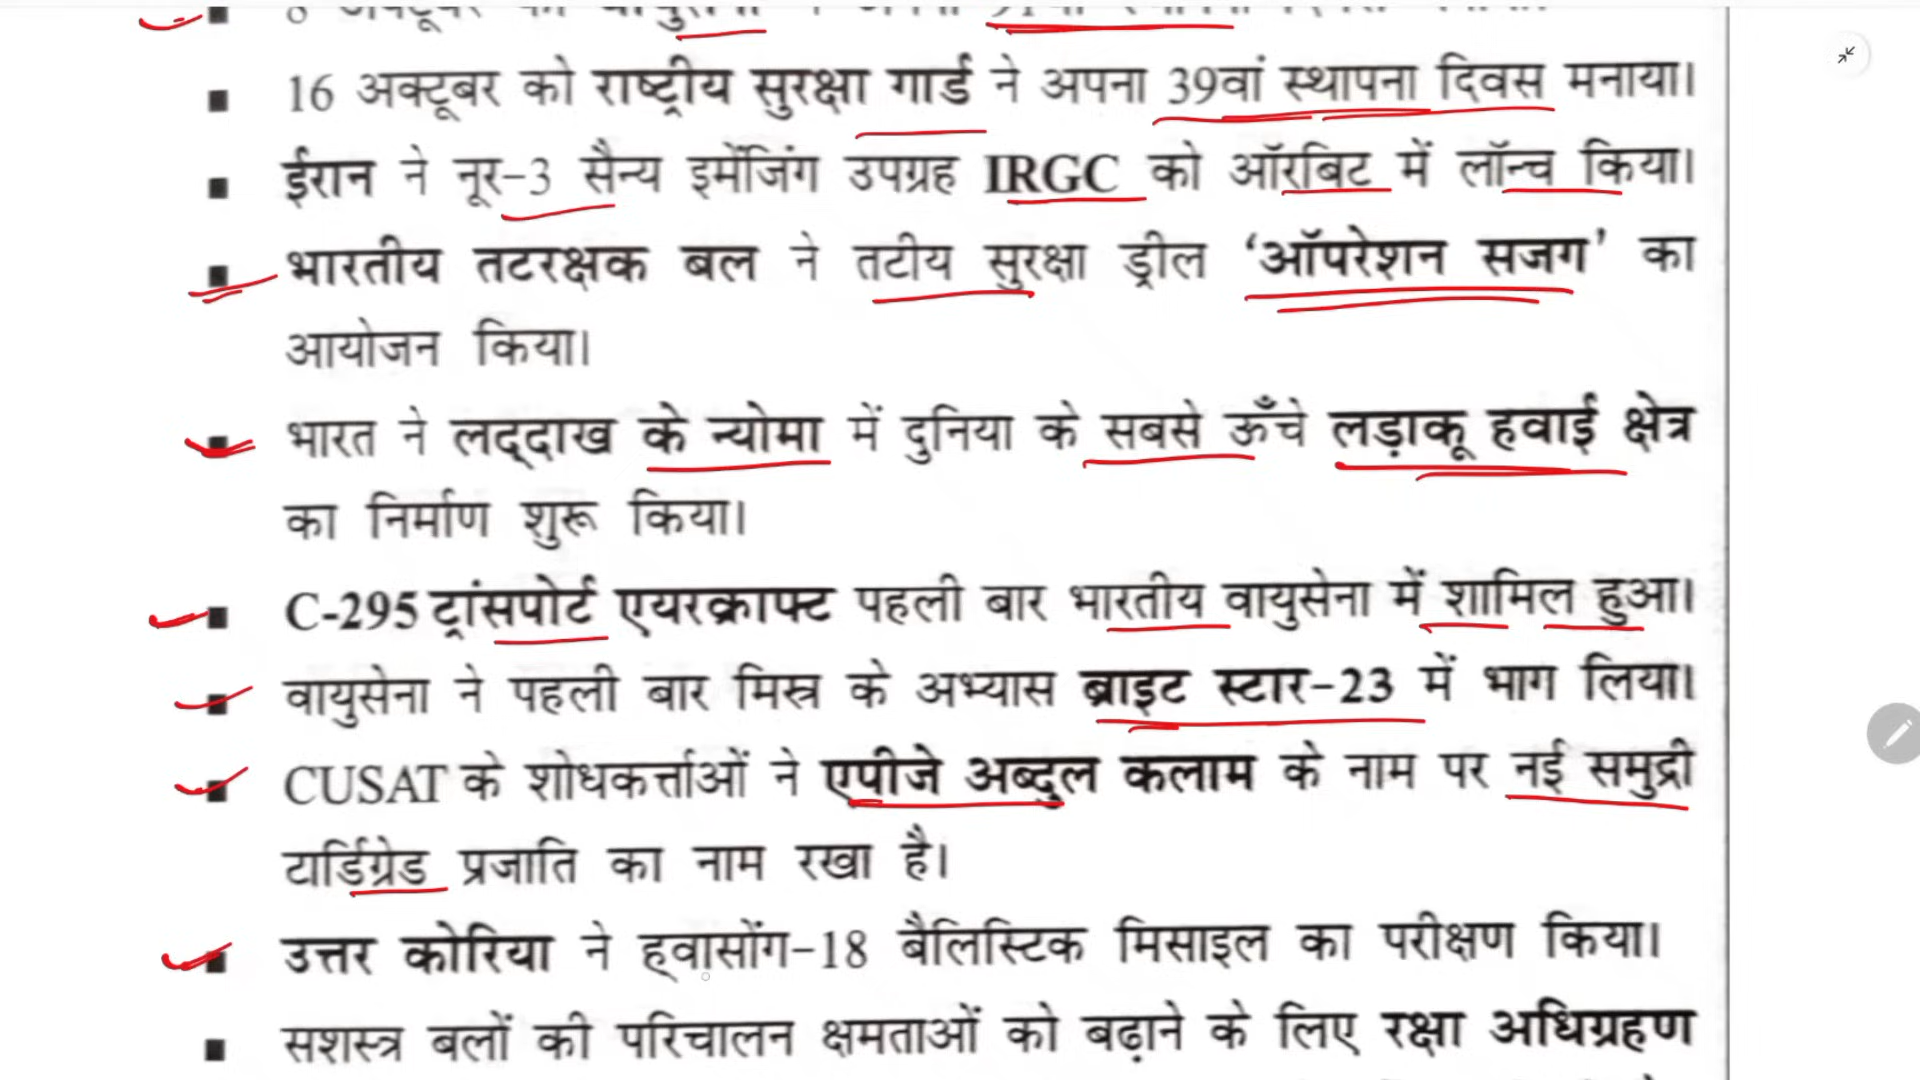 16 अक्टूबर को राष्ट्रीय सुरक्षा गार्ड ने अपना 39वां स्थापना दिवस मनाया।
ईरान ने नूर-3 सैन्य इमेंजिंग उपग्रह IRGC को ऑरबिट में लॉन्च किया।
भारतीय तटरक्षक बल ने तटीय सुरक्षा ड्रील ‘ऑपरेशन सजग’ का
आयोजन किया।
भारत ने लद्दाख के न्योमा में दुनिया के सबसे ऊँचे लड़ाकू हवाई क्षेत्र
का निर्माण शुरू किया।
C-295 ट्रांसपोर्ट एयरक्राफ्ट पहली बार भारतीय वायुसेना में शामिल हुआ।
वायुसेना ने पहली बार मिस्र के अभ्यास ब्राइट स्टार-23 में भाग लिया।
CUSAT के शोधकर्त्ताओं ने एपीजे अब्दुल कलाम के नाम पर नई समुद्री
टार्डिग्रेड प्रजाति का नाम रखा है।
उत्तर कोरिया ने ह्वासोंग-18 बैलिस्टिक मिसाइल का परीक्षण किया।
सशस्त्र बलों की परिचालन क्षमताओं को बढ़ाने के लिए रक्षा अधिग्रहण